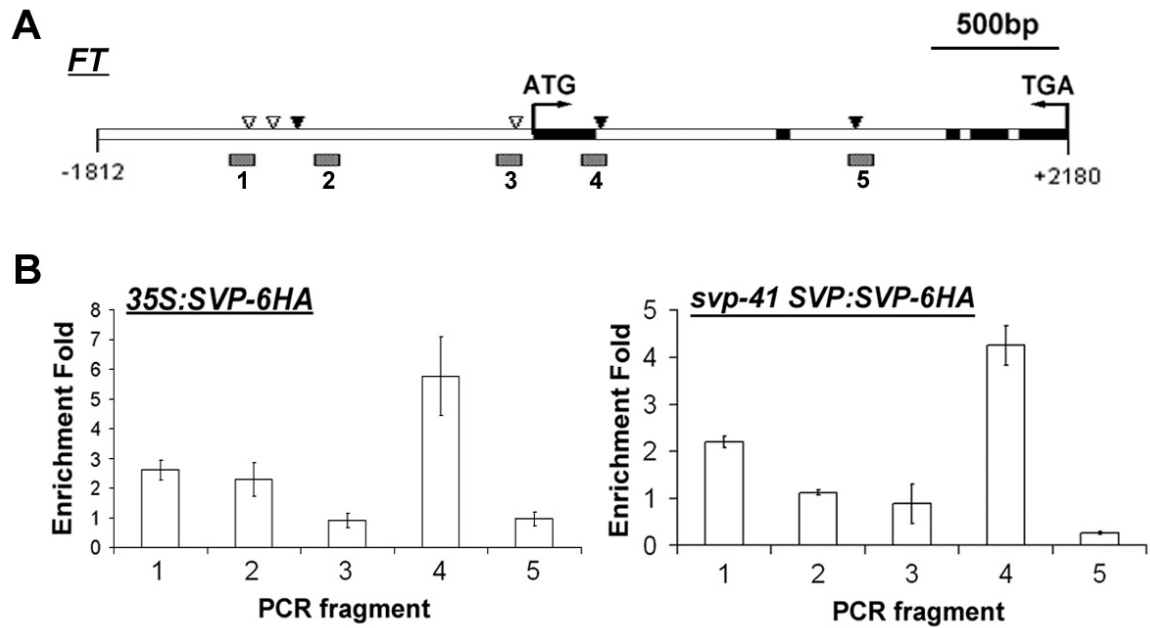 A
500bp
FT
ATG
TGA
-1812
1
2
3
4
5
+2180
B
35S:SVP-6HA
Enrichment Fold
8
7
6
5
4
3
2
1
0
1 2 3 4 5
PCR fragment
svp-41 SVP:SVP-6HA
Enrichment Fold
5
4
3
2
1
0
1 2 3 4 5
PCR fragment